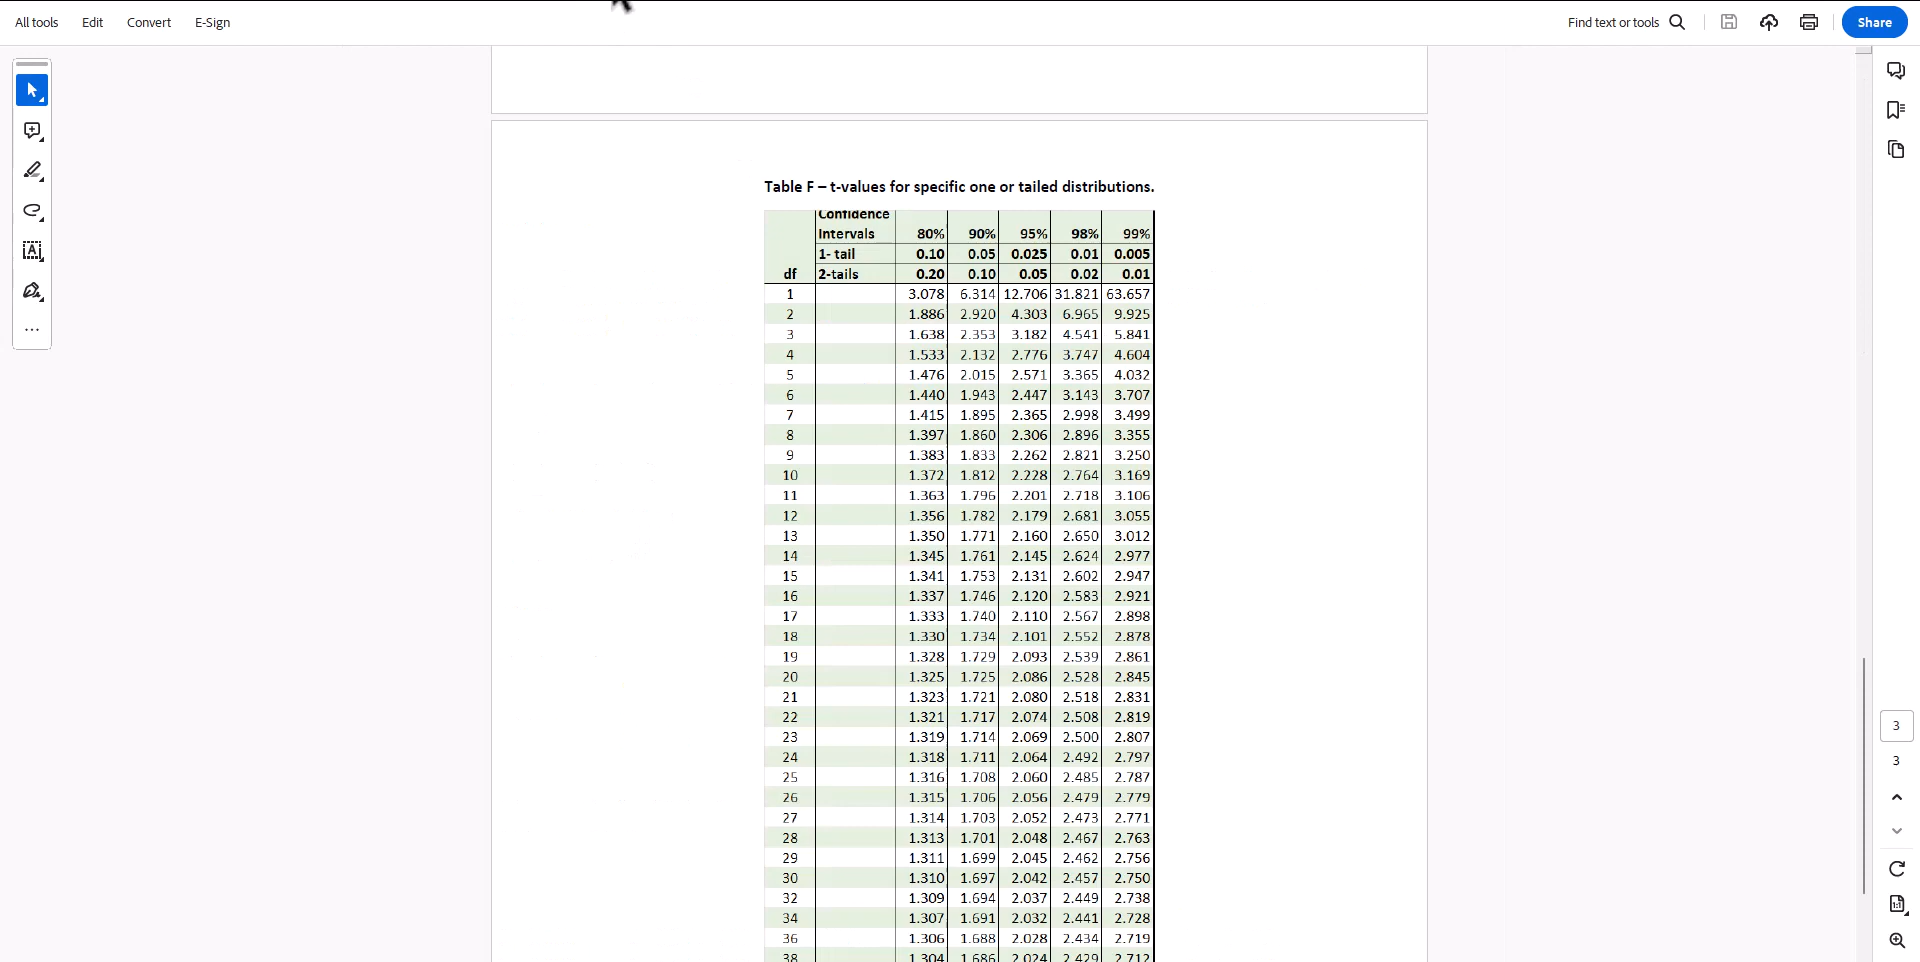 All tools Edit Convert E-Sign Find text or tools Share
Table F – t-values for specific one or tailed distributions.
Confidence
Intervals 80% 90% 95% 98% 99%
1- tail 0.10 0.05 0.025 0.01 0.005
df 2-tails 0.20 0.10 0.05 0.02 0.01
1 3.078 6.314 12.706 31.821 63.657
2 1.886 2.920 4.303 6.965 9.925
3 1.638 2.353 3.182 4.541 5.841
4 1.533 2.132 2.776 3.747 4.604
5 1.476 2.015 2.571 3.365 4.032
6 1.440 1.943 2.447 3.143 3.707
7 1.415 1.895 2.365 2.998 3.499
8 1.397 1.860 2.306 2.896 3.355
9 1.383 1.833 2.262 2.821 3.250
10 1.372 1.812 2.228 2.764 3.169
11 1.363 1.796 2.201 2.718 3.106
12 1.356 1.782 2.179 2.681 3.055
13 1.350 1.771 2.160 2.650 3.012
14 1.345 1.761 2.145 2.624 2.977
15 1.341 1.753 2.131 2.602 2.947
16 1.337 1.746 2.120 2.583 2.921
17 1.333 1.740 2.110 2.567 2.898
18 1.330 1.734 2.101 2.552 2.878
19 1.328 1.729 2.093 2.539 2.861
20 1.325 1.725 2.086 2.528 2.845
21 1.323 1.721 2.080 2.518 2.831
22 1.321 1.717 2.074 2.508 2.819
23 1.319 1.714 2.069 2.500 2.807
24 1.318 1.711 2.064 2.492 2.797
25 1.316 1.708 2.060 2.485 2.787
26 1.315 1.706 2.056 2.479 2.779
27 1.314 1.703 2.052 2.473 2.771
28 1.313 1.701 2.048 2.467 2.763
29 1.311 1.699 2.045 2.462 2.756
30 1.310 1.697 2.042 2.457 2.750
32 1.309 1.694 2.037 2.449 2.738
34 1.307 1.691 2.032 2.441 2.728
36 1.306 1.688 2.028 2.434 2.719
38 1.304 1.686 2.024 2.429 2.712
3
3